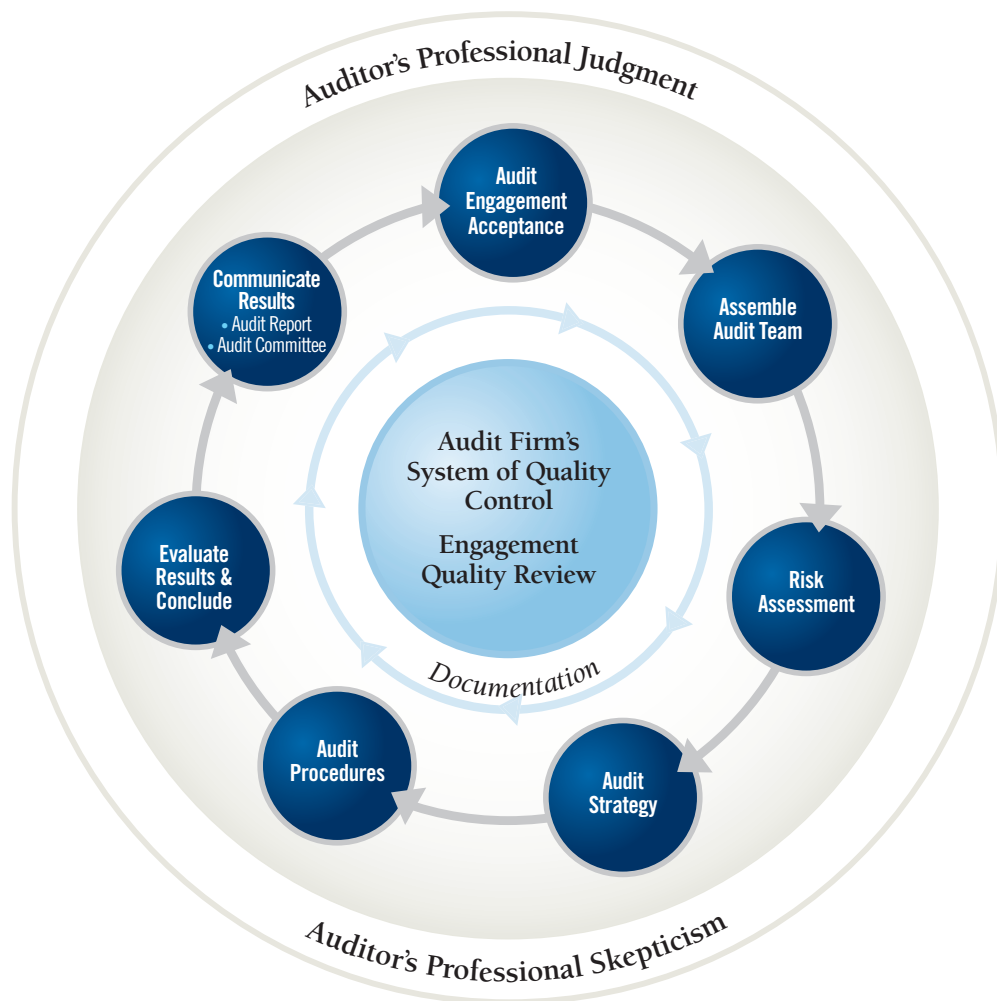 Auditor’s Professional Judgment
Audit
Engagement
Acceptance
Assemble
Audit Team
Risk
Assessment
Audit
Strategy
Audit
Procedures
Evaluate
Results &
Conclude
Communicate
Results
• Audit Report
• Audit Committee
Audit Firm’s
System of Quality
Control
Engagement
Quality Review
Documentation
Auditor’s Professional Skepticism